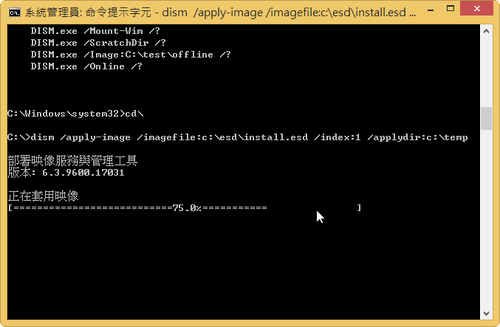 系統管理員: 命令提示字元 - dism  /apply-image /imagefile:c:\esd\install.esd ...
DISM.exe /Mount-Wim /?
DISM.exe /ScratchDir /?
DISM.exe /Image:C:\test\offline /?
DISM.exe /Online /?
C:\Windows\system32>cd\
C:\>dism /apply-image /imagefile:c:\esd\install.esd /index:1 /applydir:c:\temp
部署映像服務與管理工具
版本: 6.3.9600.17031
正在套用映像
[===========================75.0%===========               ]